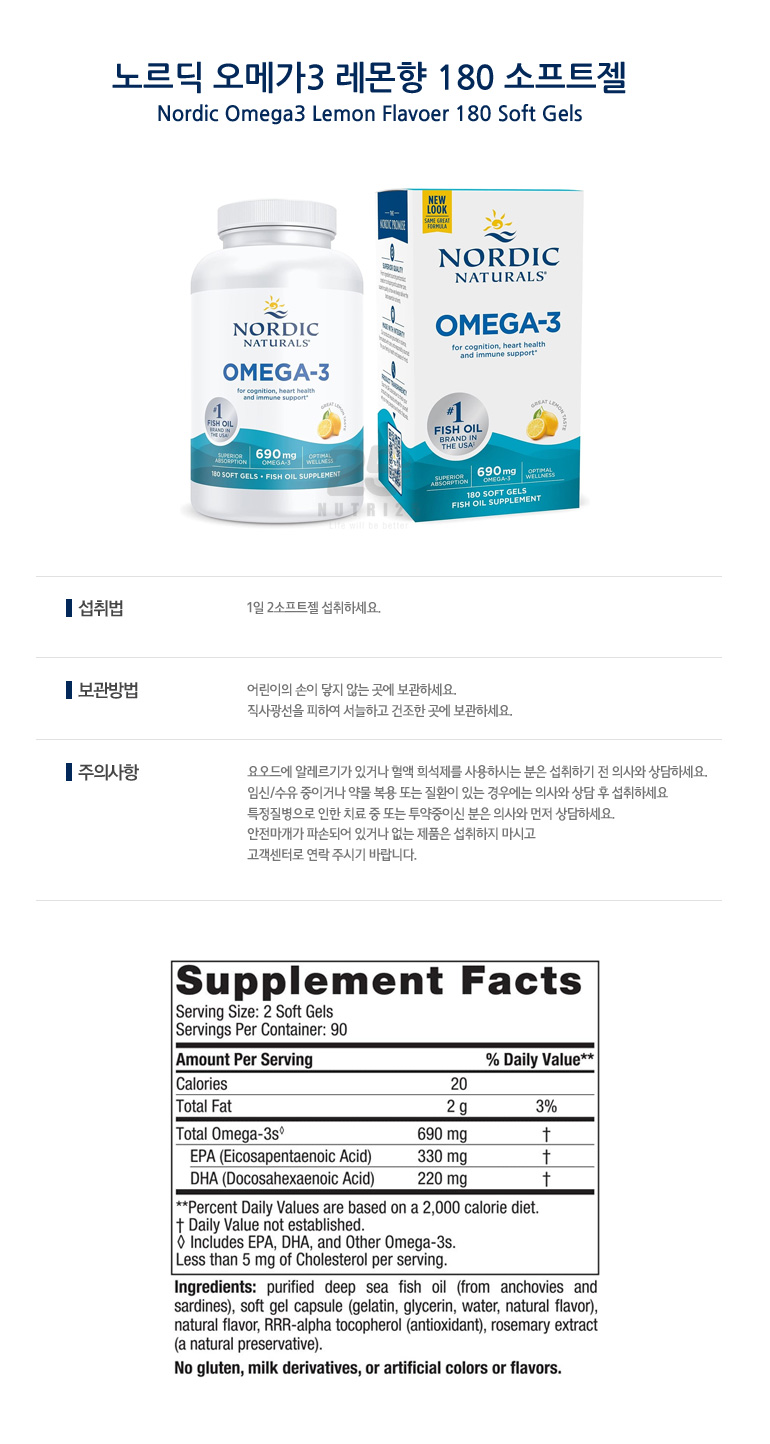 노르딕 오메가3 레몬향 180 소프트젤
Nordic Omega3 Lemon Flavoer 180 Soft Gels
NORDIC
NATURALS
OMEGA-3
for cognition, heart health
and immune support*
#1
FISH OIL
BRAND IN
THE USA
GREAT LEMON TASTE
SUPERIOR
ABSORPTION
690 mg
OMEGA-3
OPTIMAL
WELLNESS
180 SOFT GELS • FISH OIL SUPPLEMENT
NEW
LOOK
SAME GREAT
FORMULA
THE
NORDIC PROMISE
SUPERIOR QUALITY
MADE WITH INTEGRITY
PRODUCT TRANSPARENCY
NORDIC
NATURALS®
OMEGA-3
for cognition, heart health
and immune support*
#1
FISH OIL
BRAND IN
THE USA
GREAT LEMON TASTE
SUPERIOR
ABSORPTION
690 mg
OMEGA-3
OPTIMAL
WELLNESS
180 SOFT GELS
FISH OIL SUPPLEMENT
25
NUTRIZ
Life will be better
섭취법
1일 2소프트젤 섭취하세요.
보관방법
어린이의 손이 닿지 않는 곳에 보관하세요.
직사광선을 피하여 서늘하고 건조한 곳에 보관하세요.
주의사항
요오드에 알레르기가 있거나 혈액 희석제를 사용하시는 분은 섭취하기 전 의사와 상담하세요.
임신/수유 중이거나 약물 복용 또는 질환이 있는 경우에는 의사와 상담 후 섭취하세요
특정질병으로 인한 치료 중 또는 투약중이신 분은 의사와 먼저 상담하세요.
안전마개가 파손되어 있거나 없는 제품은 섭취하지 마시고
고객센터로 연락 주시기 바랍니다.
Supplement Facts
Serving Size: 2 Soft Gels
Servings Per Container: 90
Amount Per Serving % Daily Value**
Calories 20
Total Fat 2 g 3%
Total Omega-3s◊ 690 mg †
EPA (Eicosapentaenoic Acid) 330 mg †
DHA (Docosahexaenoic Acid) 220 mg †
**Percent Daily Values are based on a 2,000 calorie diet.
† Daily Value not established.
◊ Includes EPA, DHA, and Other Omega-3s.
Less than 5 mg of Cholesterol per serving.
Ingredients: purified deep sea fish oil (from anchovies and
sardines), soft gel capsule (gelatin, glycerin, water, natural flavor),
natural flavor, RRR-alpha tocopherol (antioxidant), rosemary extract
(a natural preservative).
No gluten, milk derivatives, or artificial colors or flavors.